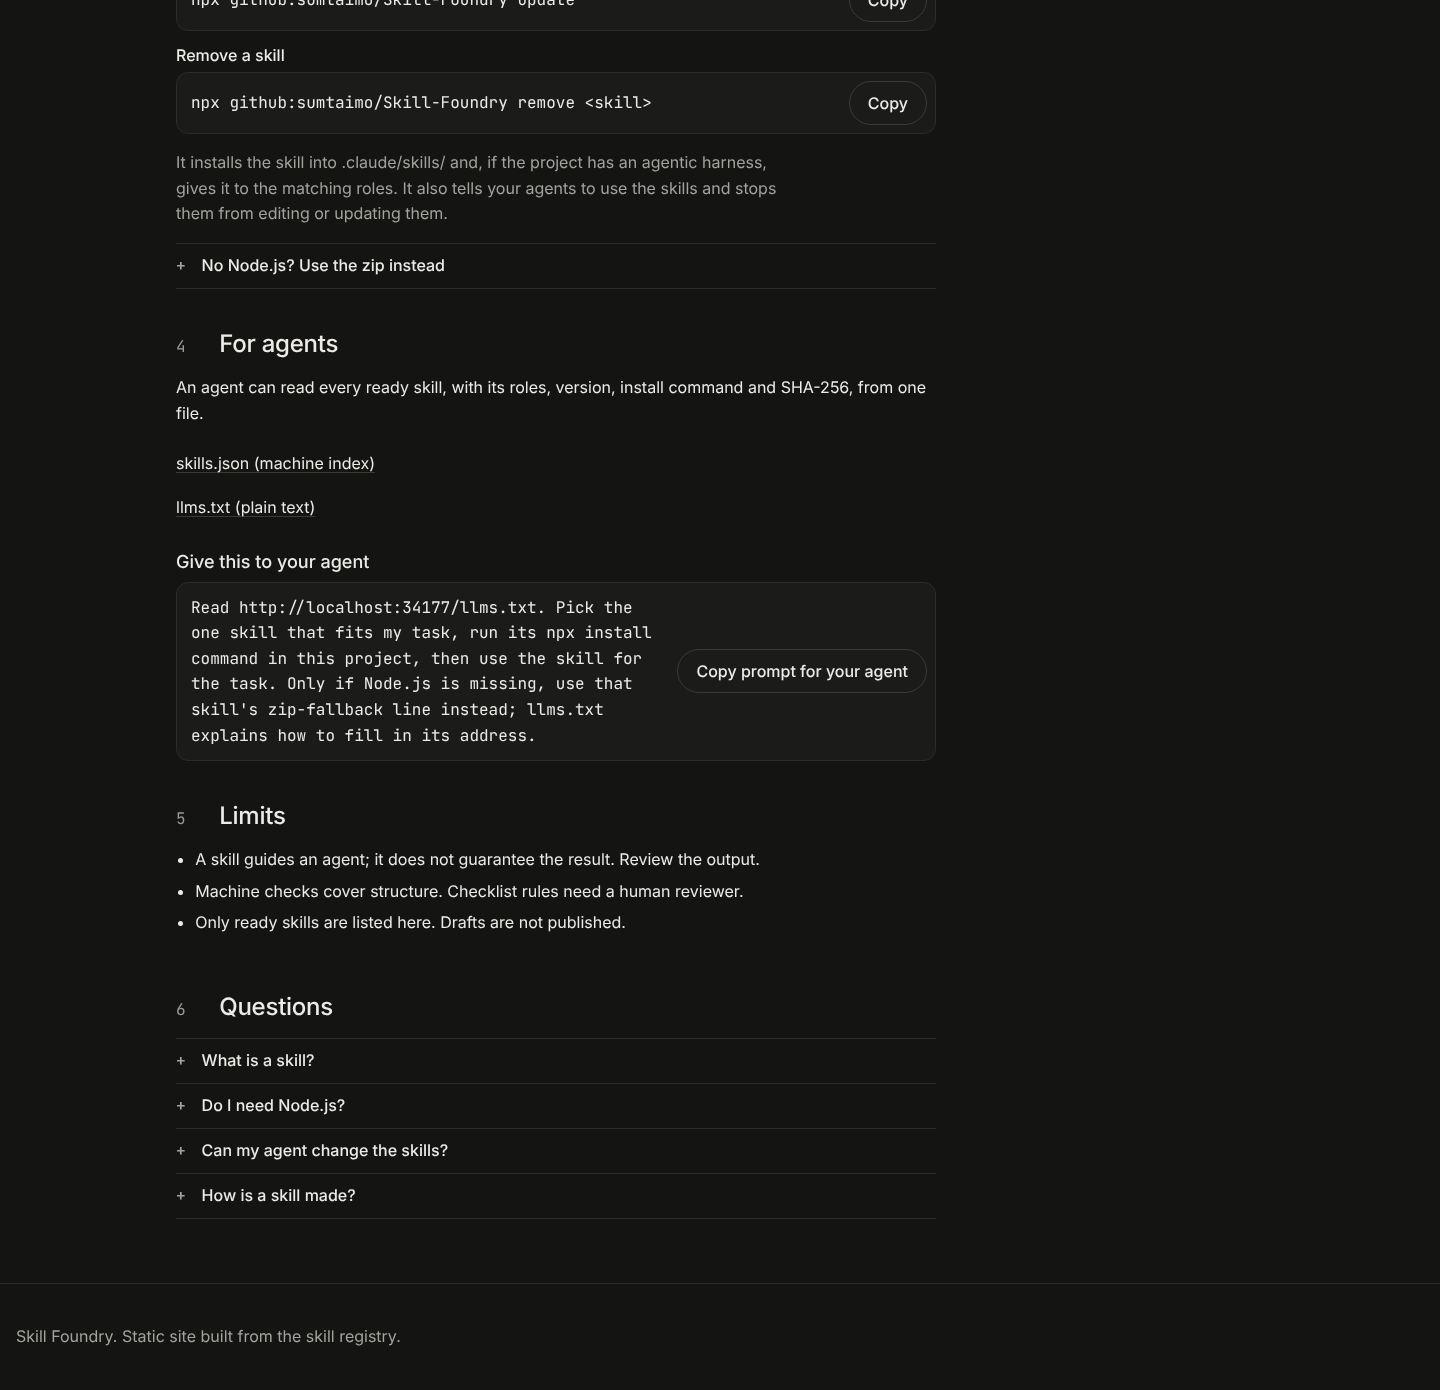 npx github:sumtaimo/Skill-Foundry update
Copy
Remove a skill
npx github:sumtaimo/Skill-Foundry remove <skill>
Copy
It installs the skill into .claude/skills/ and, if the project has an agentic harness,
gives it to the matching roles. It also tells your agents to use the skills and stops
them from editing or updating them.
+ No Node.js? Use the zip instead
4 For agents
An agent can read every ready skill, with its roles, version, install command and SHA-256, from one
file.
skills.json (machine index)
llms.txt (plain text)
Give this to your agent
Read http://localhost:34177/llms.txt. Pick the
one skill that fits my task, run its npx install
command in this project, then use the skill for
the task. Only if Node.js is missing, use that
skill's zip-fallback line instead; llms.txt
explains how to fill in its address.
Copy prompt for your agent
5 Limits
• A skill guides an agent; it does not guarantee the result. Review the output.
• Machine checks cover structure. Checklist rules need a human reviewer.
• Only ready skills are listed here. Drafts are not published.
6 Questions
+ What is a skill?
+ Do I need Node.js?
+ Can my agent change the skills?
+ How is a skill made?
Skill Foundry. Static site built from the skill registry.